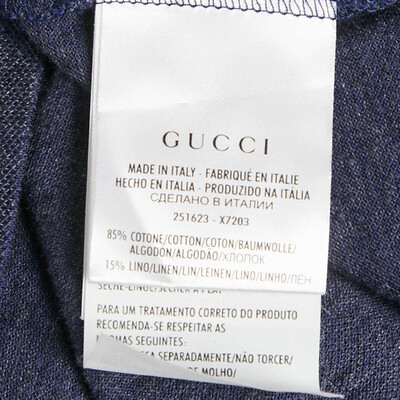 GUCCI
MADE IN ITALY - FABRIQUÉ EN ITALIE
HECHO EN ITALIA - PRODUZIDO NA ITÀLIA
СДЕЛАНО В ИТАЛИИ
251623 - X7203
85% COTONE/COTTON/COTON/BAUMWOLLE/
ALGODON/ALGODÃO/ХЛОПОК
15% LINO/LINEN/LIN/LEINEN/LINO/LINHO/ЛЕН
PARA UM TRATAMENTO CORRETO DO PRODUTO
RECOMENDA-SE RESPEITAR AS
NORMAS SEGUINTES:
SEPARADAMENTE/NÃO TORCER/
DE MOLHO/